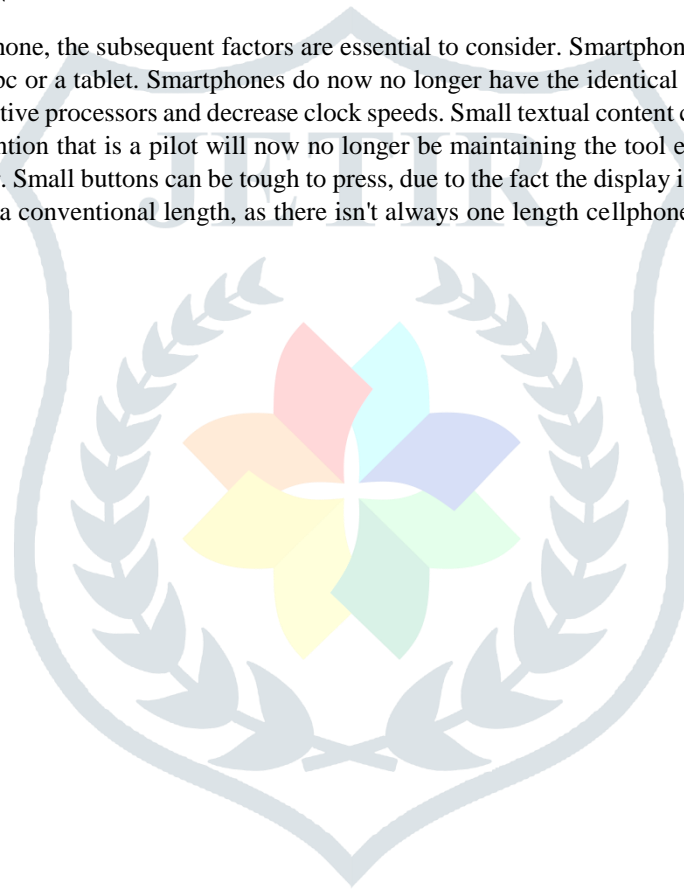 one, the subsequent factors are essential to consider. Smartphon
or a tablet. Smartphones do now no longer have the identical
tive processors and decrease clock speeds. Small textual content
ntion that is a pilot will now no longer be maintaining the tool e
. Small buttons can be tough to press, due to the fact the display i
a conventional length, as there isn't always one length cellphone
JETIR